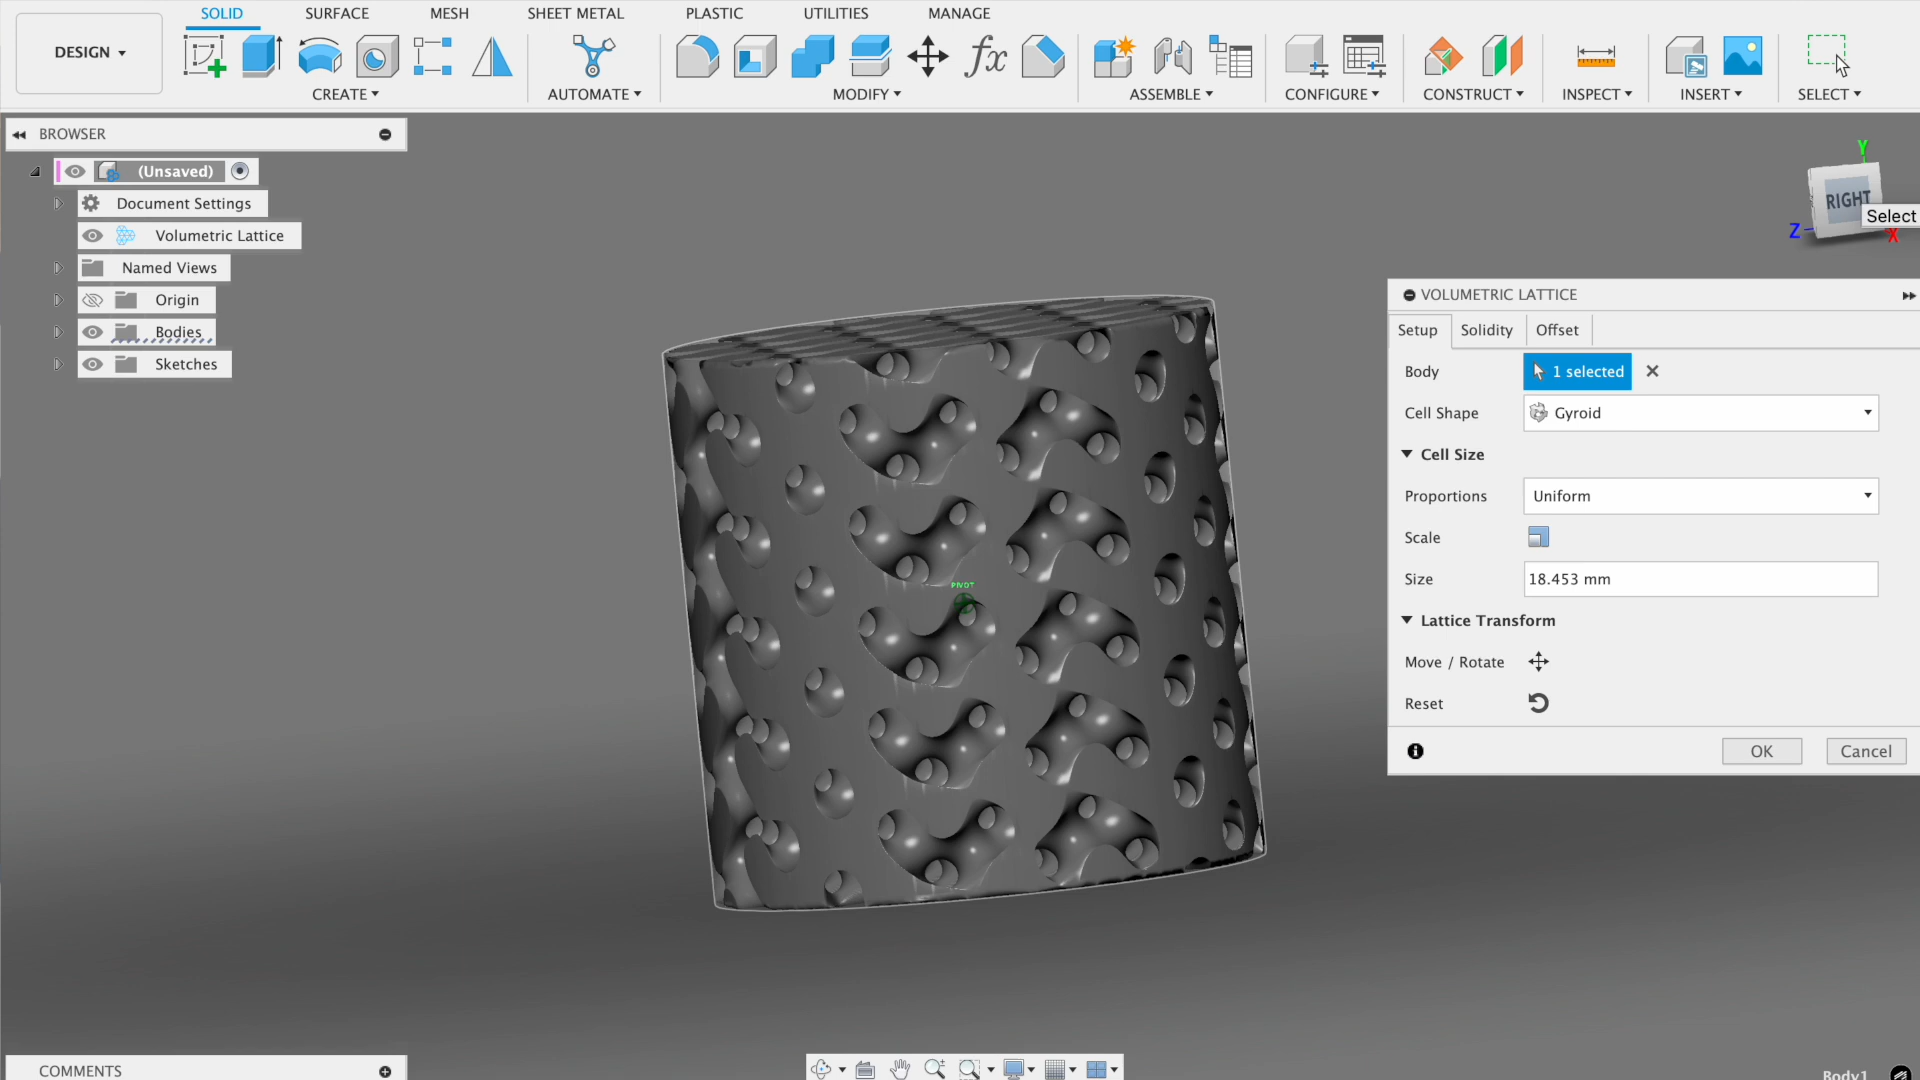 SOLID SURFACE MESH SHEET METAL PLASTIC UTILITIES MANAGE
DESIGN
fx
CREATE AUTOMATE MODIFY ASSEMBLE CONFIGURE CONSTRUCT INSPECT INSERT SELECT
BROWSER
(Unsaved)
Document Settings
Volumetric Lattice
Named Views
Origin
Bodies
Sketches
Y
RIGHT
Select
Z
X
PIVOT
VOLUMETRIC LATTICE
Setup Solidity Offset
Body 1 selected
Cell Shape Gyroid
Cell Size
Proportions Uniform
Scale
Size 18.453 mm
Lattice Transform
Move / Rotate
Reset
OK Cancel
COMMENTS
Body1